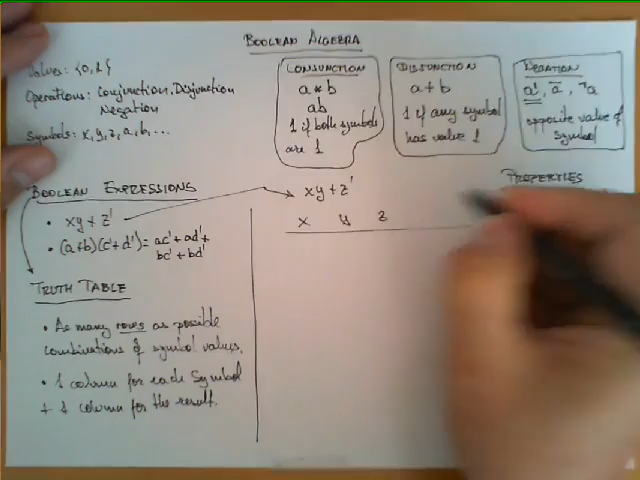 BOOLEAN ALGEBRA
Values: {0,1}
Operations: Conjunction, Disjunction
Negation
Symbols: x, y, z, a, b, ...
CONJUNCTION
a * b
ab
1 if both symbols
are 1
DISJUNCTION
a + b
1 if any symbol
has value 1
NEGATION
a', a̅, ¬a
opposite value of
symbol
PROPERTIES
BOOLEAN EXPRESSIONS
• xy + z'
• (a+b)(c'+d') = ac' + ad' +
bc' + bd'
TRUTH TABLE
• As many rows as possible
combinations of symbol values.
• 1 column for each Symbol
+ 1 column for the result.
xy + z'
x y z